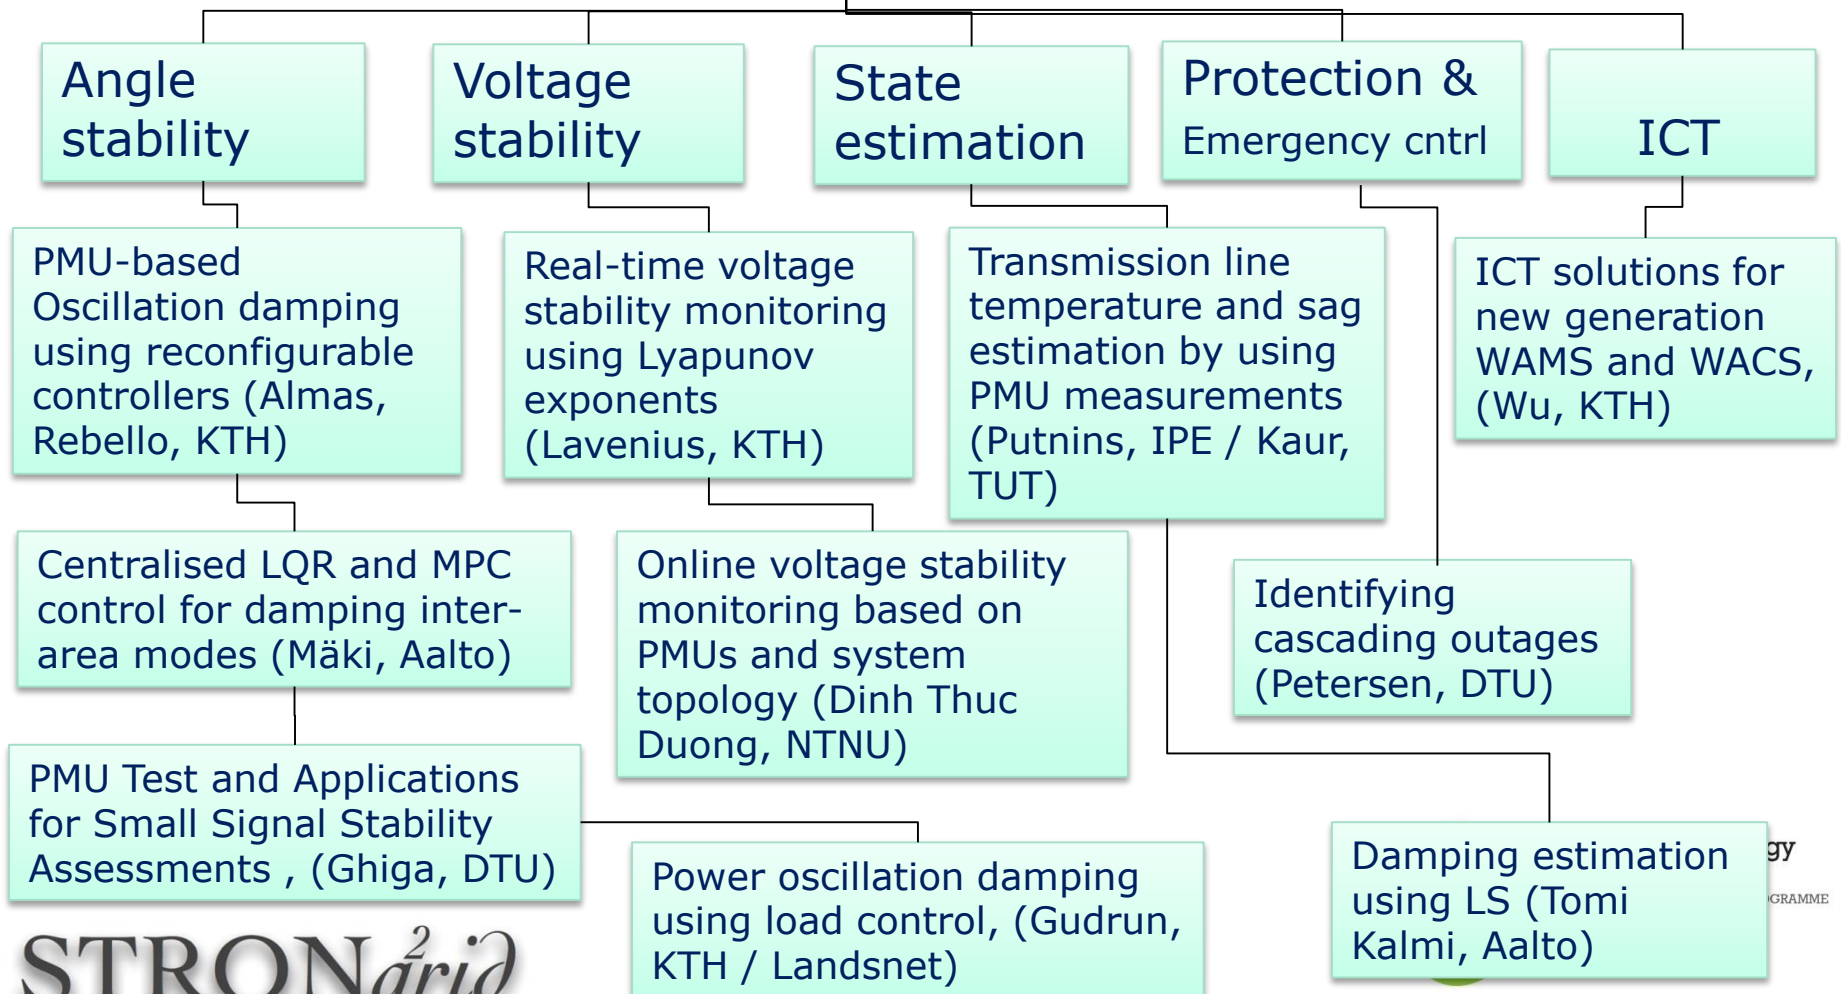 Angle
stability
Voltage
stability
State
estimation
Protection &
Emergency cntrl
ICT
PMU-based
Oscillation damping
using reconfigurable
controllers (Almas,
Rebello, KTH)
Real-time voltage
stability monitoring
using Lyapunov
exponents
(Lavenius, KTH)
Transmission line
temperature and sag
estimation by using
PMU measurements
(Putnins, IPE / Kaur,
TUT)
ICT solutions for
new generation
WAMS and WACS,
(Wu, KTH)
Centralised LQR and MPC
control for damping inter-
area modes (Mäki, Aalto)
Online voltage stability
monitoring based on
PMUs and system
topology (Dinh Thuc
Duong, NTNU)
Identifying
cascading outages
(Petersen, DTU)
PMU Test and Applications
for Small Signal Stability
Assessments , (Ghiga, DTU)
Power oscillation damping
using load control, (Gudrun,
KTH / Landsnet)
Damping estimation
using LS (Tomi
Kalmi, Aalto)
gy
OGRAMME
STRON2grid